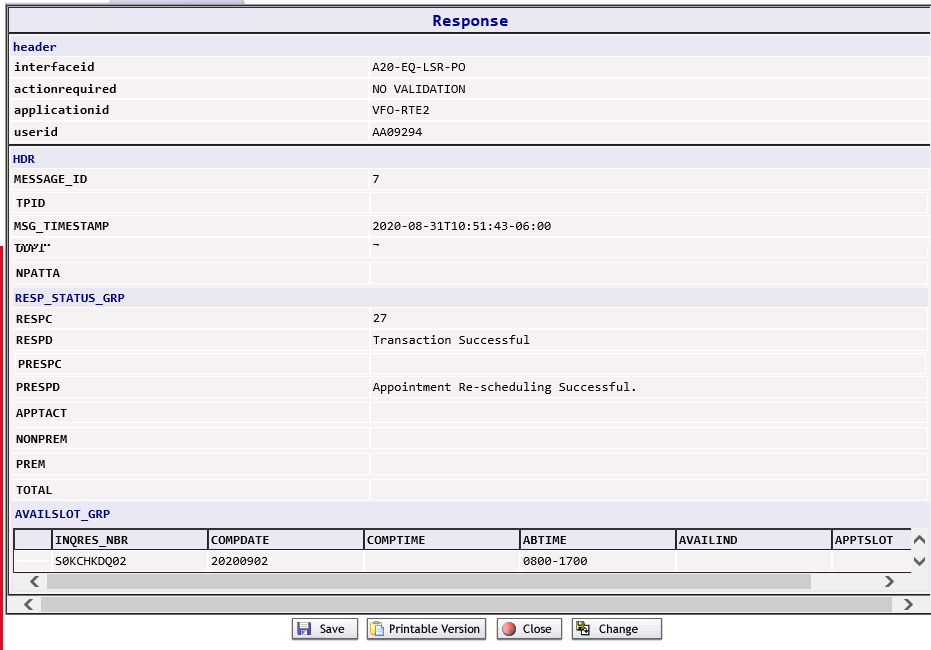 Response
header
interfaceid A20-EQ-LSR-PO
actionrequired NO VALIDATION
applicationid VFO-RTE2
userid AA09294
HDR
MESSAGE_ID 7
TPID
MSG_TIMESTAMP 2020-08-31T10:51:43-06:00
NPATTA
RESP_STATUS_GRP
RESPC 27
RESPD Transaction Successful
PRESPC
PRESPD Appointment Re-scheduling Successful.
APPTACT
NONPREM
PREM
TOTAL
AVAILSLOT_GRP
INQRES_NBR COMPDATE COMPTIME ABTIME AVAILIND APPTSLOT
S0KCHKDQ02 20200902 0800-1700
Save Printable Version Close Change